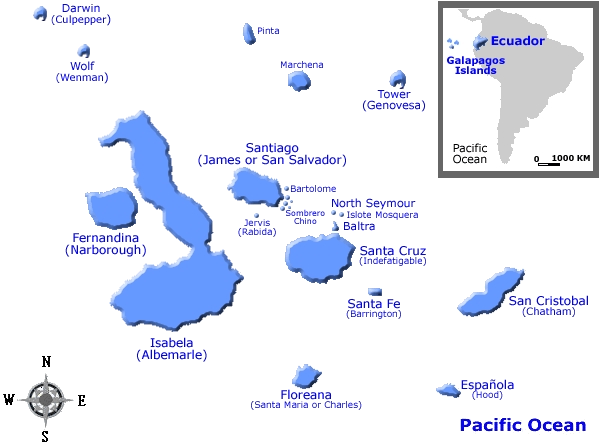 Darwin
(Culpepper)
Wolf
(Wenman)
Pinta
Marchena
Tower
(Genovesa)
Ecuador
Galapagos
Islands
Pacific
Ocean
0 1000 KM
Santiago
(James or San Salvador)
Bartolome
Sombrero
Chino
Jervis
(Rabida)
North Seymour
Islote Mosquera
Baltra
Fernandina
(Narborough)
Santa Cruz
(Indefatigable)
Santa Fe
(Barrington)
San Cristobal
(Chatham)
Isabela
(Albemarle)
Floreana
(Santa Maria or Charles)
Española
(Hood)
N
W E
S
Pacific Ocean